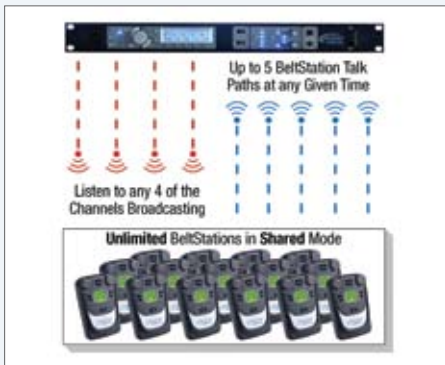 Up to 5 BeltStation Talk
Paths at any Given Time
Listen to any 4 of the
Channels Broadcasting
Unlimited BeltStations in Shared Mode